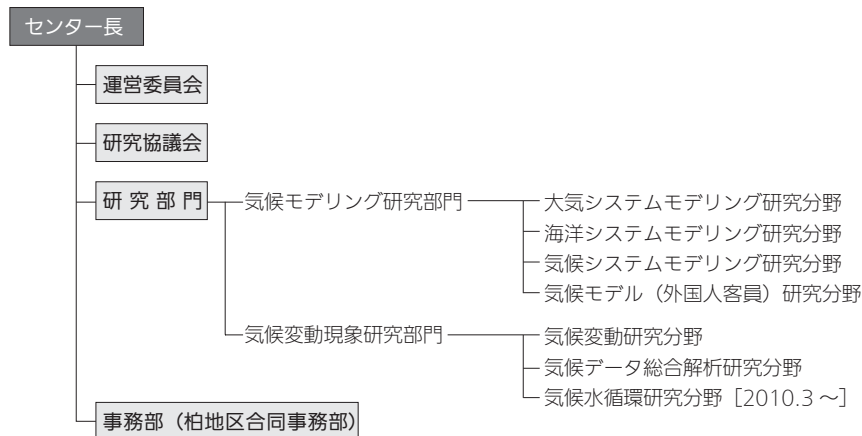 センター長
運営委員会
研究協議会
研 究 部 門
気候モデリング研究部門
大気システムモデリング研究分野
海洋システムモデリング研究分野
気候システムモデリング研究分野
気候モデル（外国人客員）研究分野
気候変動現象研究部門
気候変動研究分野
気候データ総合解析研究分野
気候水循環研究分野［2010.3 〜］
事務部（柏地区合同事務部）